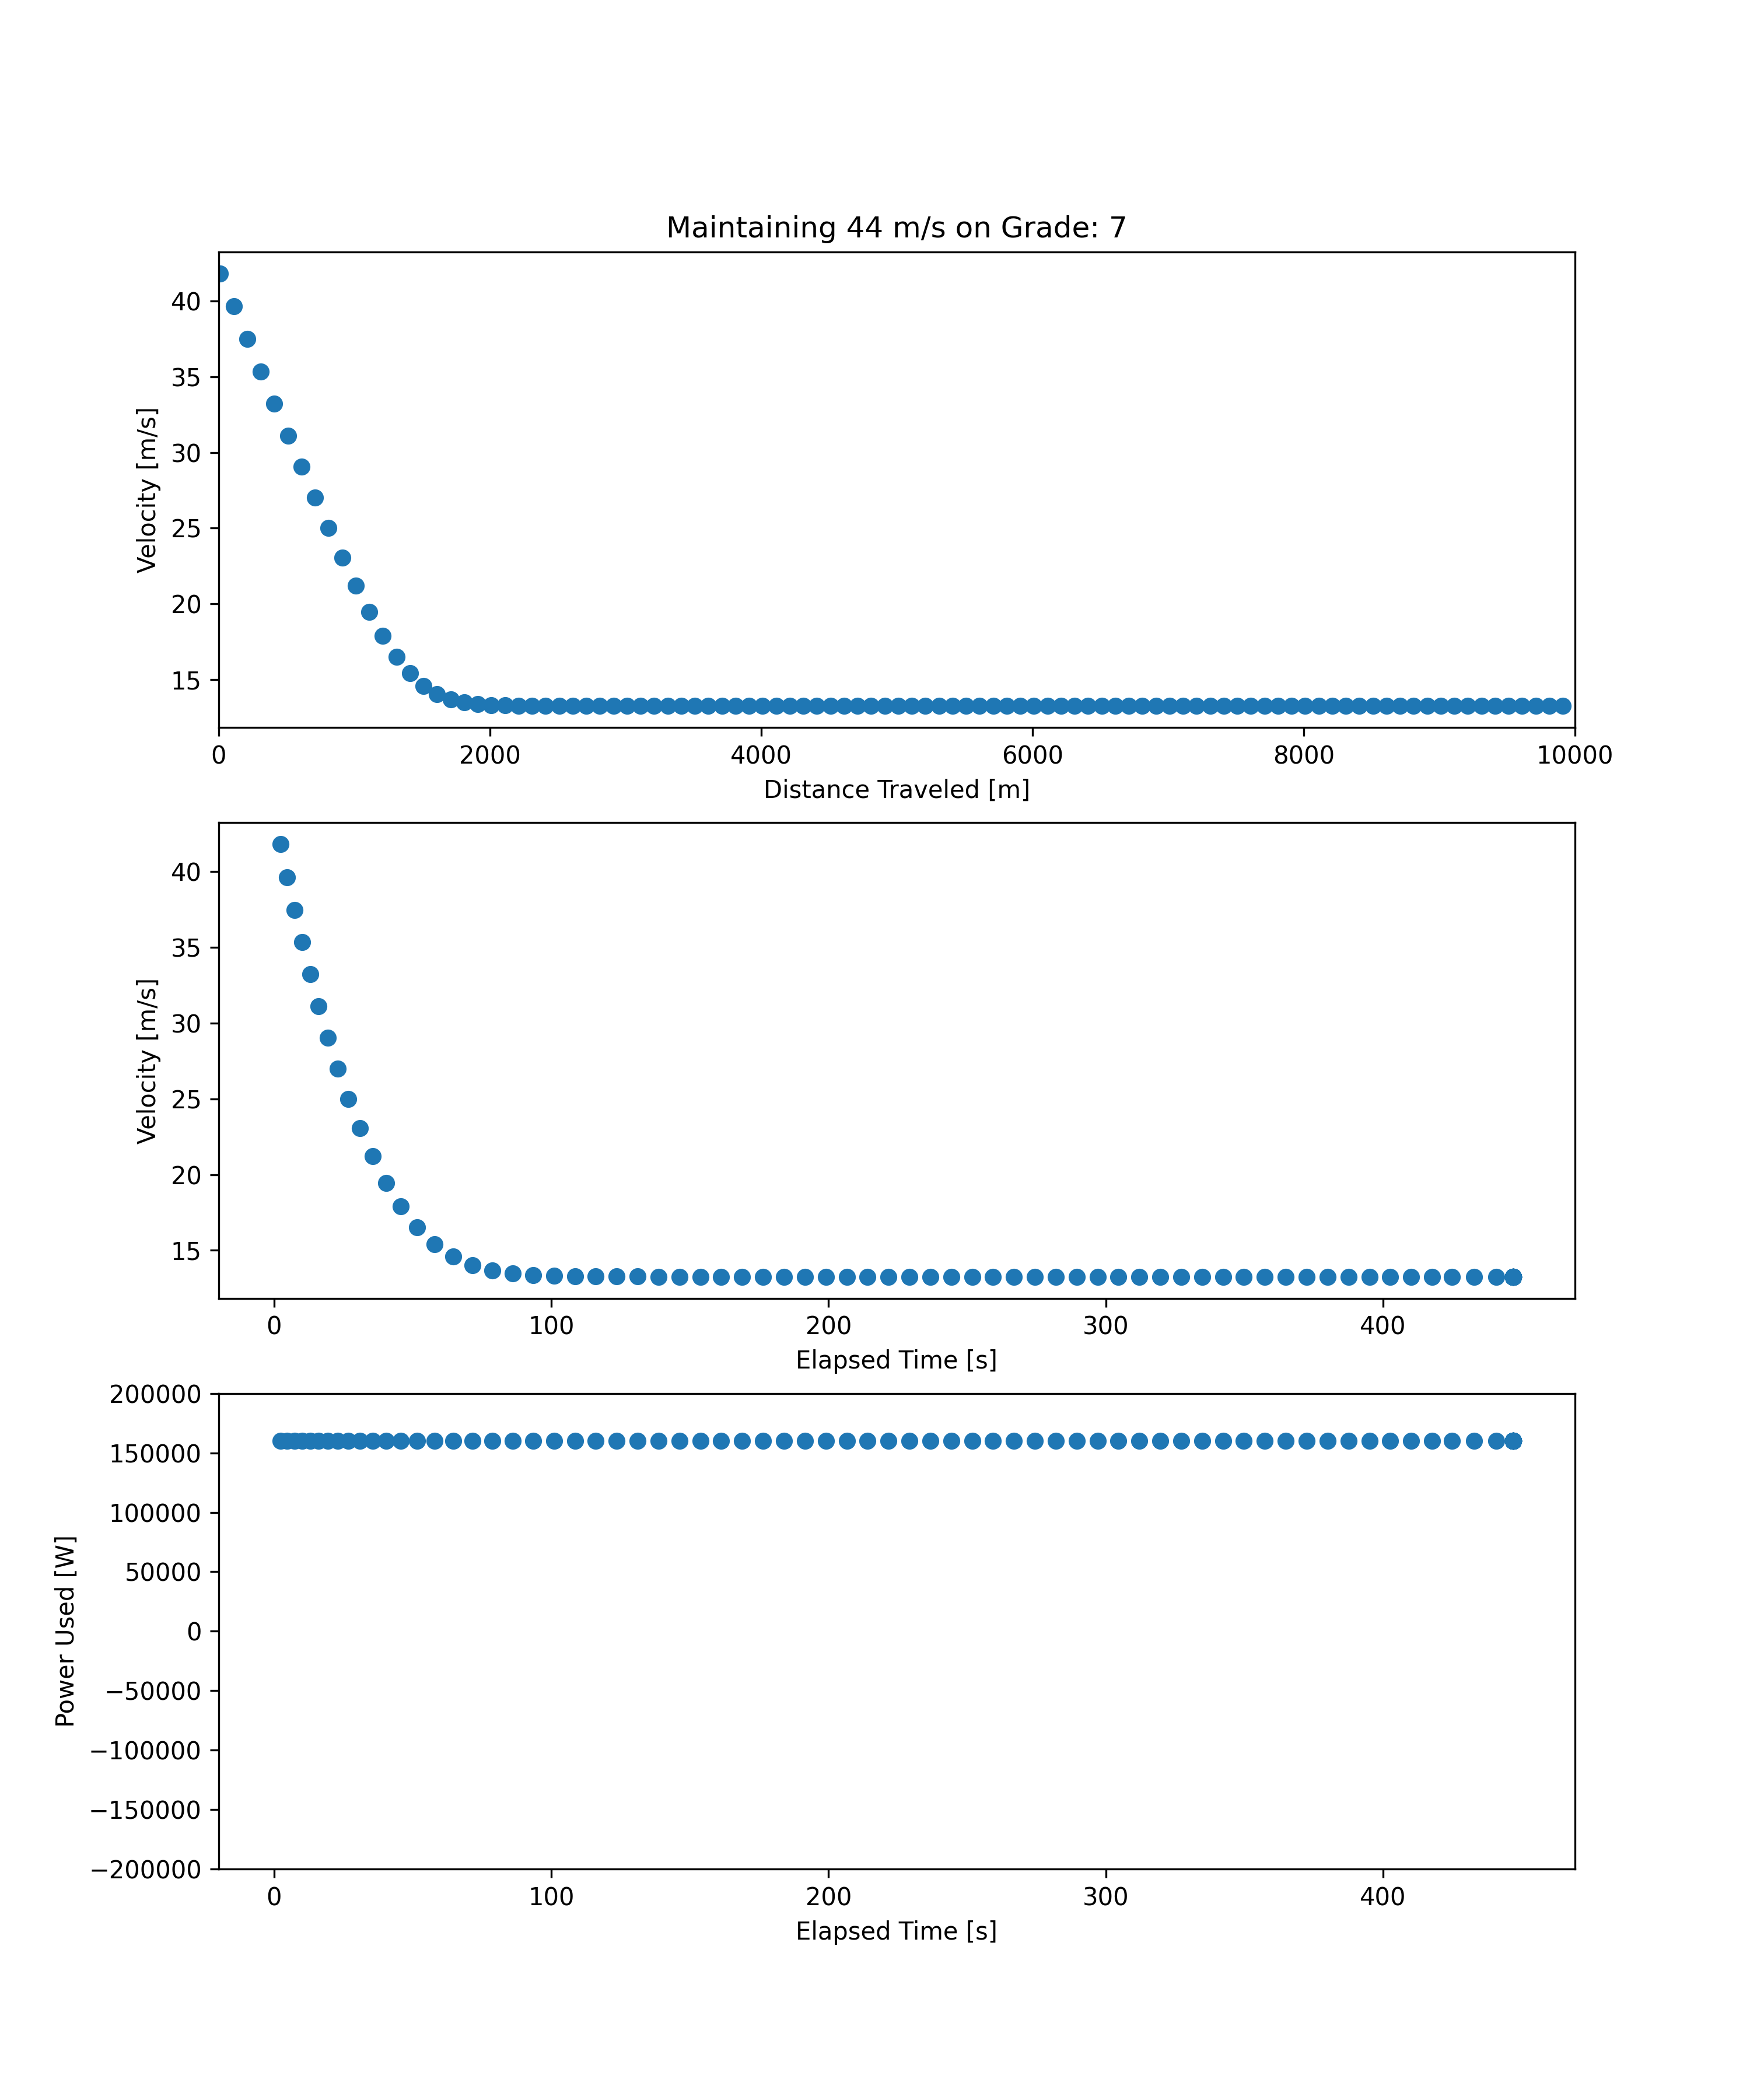 Maintaining 44 m/s on Grade: 7
40
35
30
25
20
15
Velocity [m/s]
0 2000 4000 6000 8000 10000
Distance Traveled [m]
40
35
30
25
20
15
Velocity [m/s]
0 100 200 300 400
Elapsed Time [s]
200000
150000
100000
50000
0
−50000
−100000
−150000
−200000
Power Used [W]
0 100 200 300 400
Elapsed Time [s]